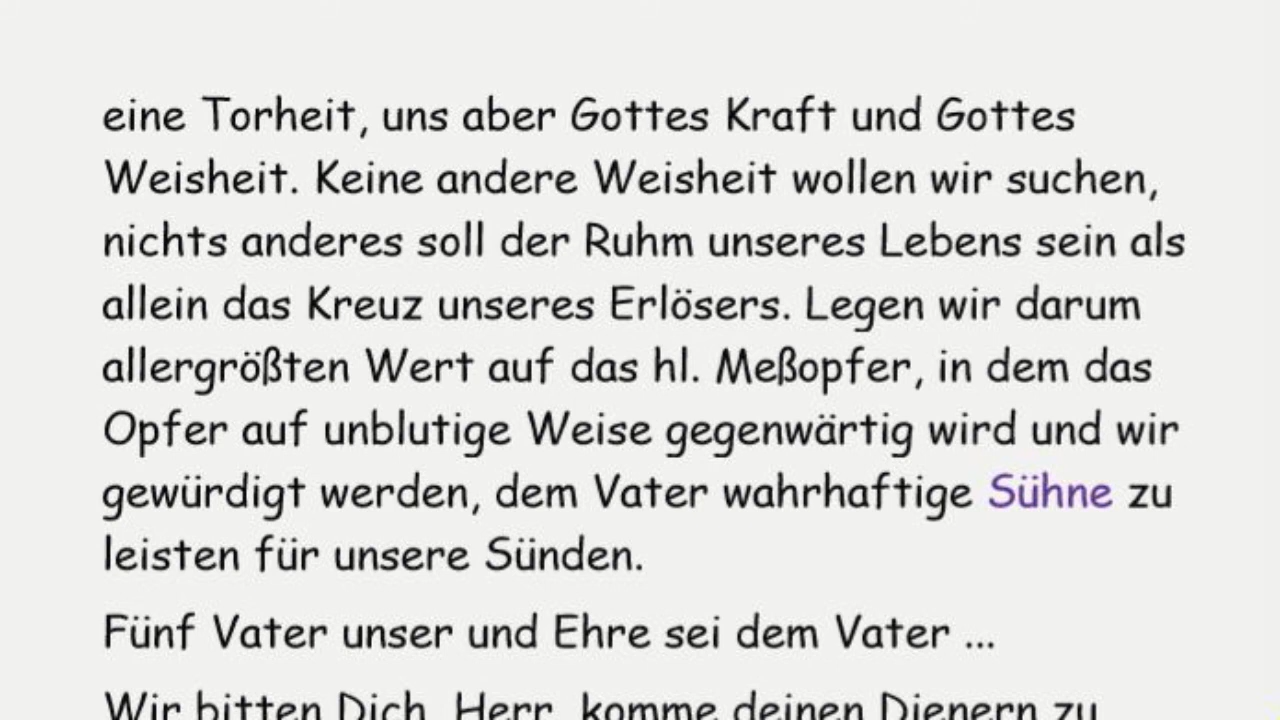 eine Torheit, uns aber Gottes Kraft und Gottes
Weisheit. Keine andere Weisheit wollen wir suchen,
nichts anderes soll der Ruhm unseres Lebens sein als
allein das Kreuz unseres Erlösers. Legen wir darum
allergrößten Wert auf das hl. Meßopfer, in dem das
Opfer auf unblutige Weise gegenwärtig wird und wir
gewürdigt werden, dem Vater wahrhaftige Sühne zu
leisten für unsere Sünden.
Fünf Vater unser und Ehre sei dem Vater ...
Wir bitten Dich, Herr, komme deinen Dienern zu